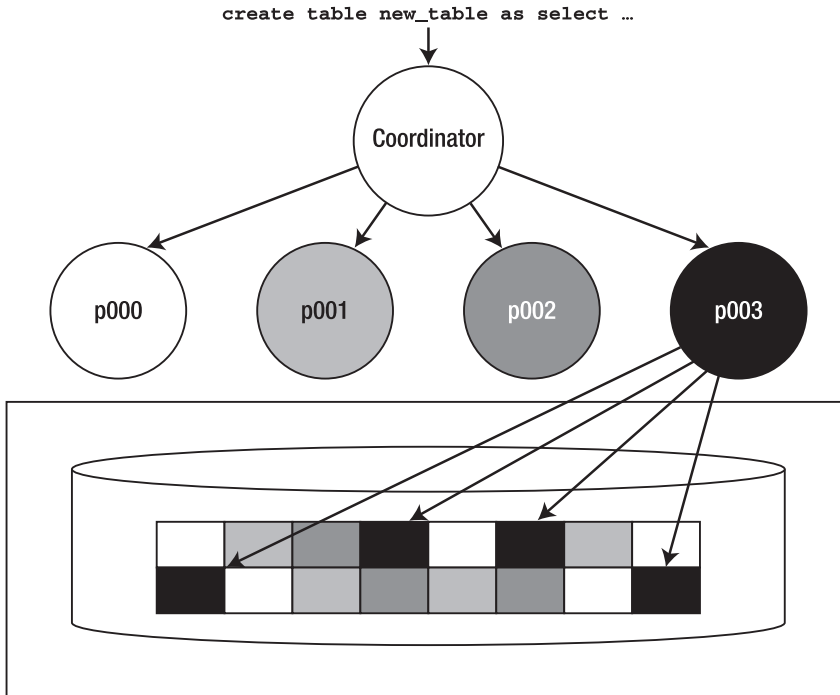 create table new_table as select …
Coordinator
p000
p001
p002
p003